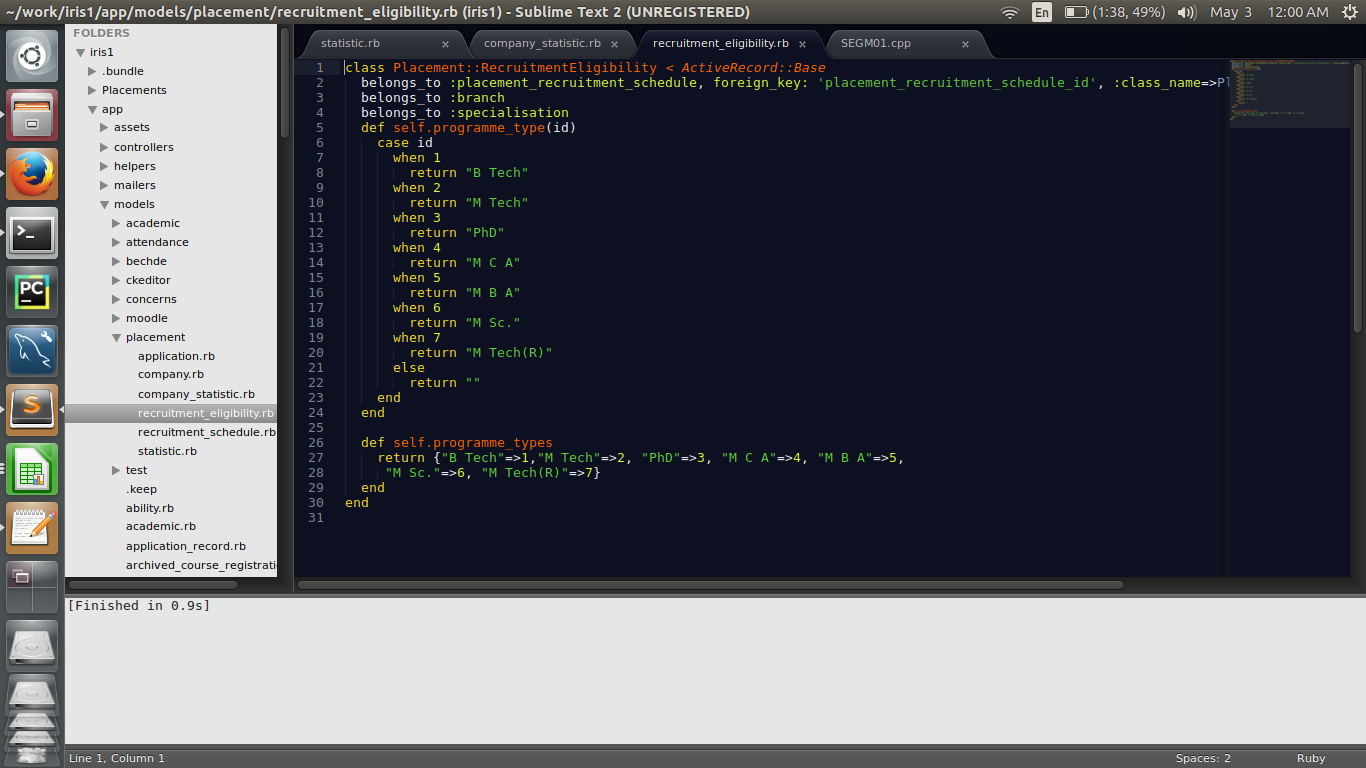 ~/work/iris1/app/models/placement/recruitment_eligibility.rb (iris1) - Sublime Text 2 (UNREGISTERED)
En (1:38, 49%) May 3 12:00 AM
FOLDERS
iris1
.bundle
Placements
app
assets
controllers
helpers
mailers
models
academic
attendance
bechde
ckeditor
concerns
moodle
placement
application.rb
company.rb
company_statistic.rb
recruitment_eligibility.rb
recruitment_schedule.rb
statistic.rb
test
.keep
ability.rb
academic.rb
application_record.rb
archived_course_registrati
PC
S
statistic.rb × company_statistic.rb × recruitment_eligibility.rb × SEGM01.cpp ×
1 class Placement::RecruitmentEligibility < ActiveRecord::Base
2 belongs_to :placement_recruitment_schedule, foreign_key: 'placement_recruitment_schedule_id', :class_name=>Pl
3 belongs_to :branch
4 belongs_to :specialisation
5 def self.programme_type(id)
6 case id
7 when 1
8 return "B Tech"
9 when 2
10 return "M Tech"
11 when 3
12 return "PhD"
13 when 4
14 return "M C A"
15 when 5
16 return "M B A"
17 when 6
18 return "M Sc."
19 when 7
20 return "M Tech(R)"
21 else
22 return ""
23 end
24 end
25
26 def self.programme_types
27 return {"B Tech"=>1,"M Tech"=>2, "PhD"=>3, "M C A"=>4, "M B A"=>5,
28 "M Sc."=>6, "M Tech(R)"=>7}
29 end
30 end
31
[Finished in 0.9s]
Line 1, Column 1 Spaces: 2 Ruby